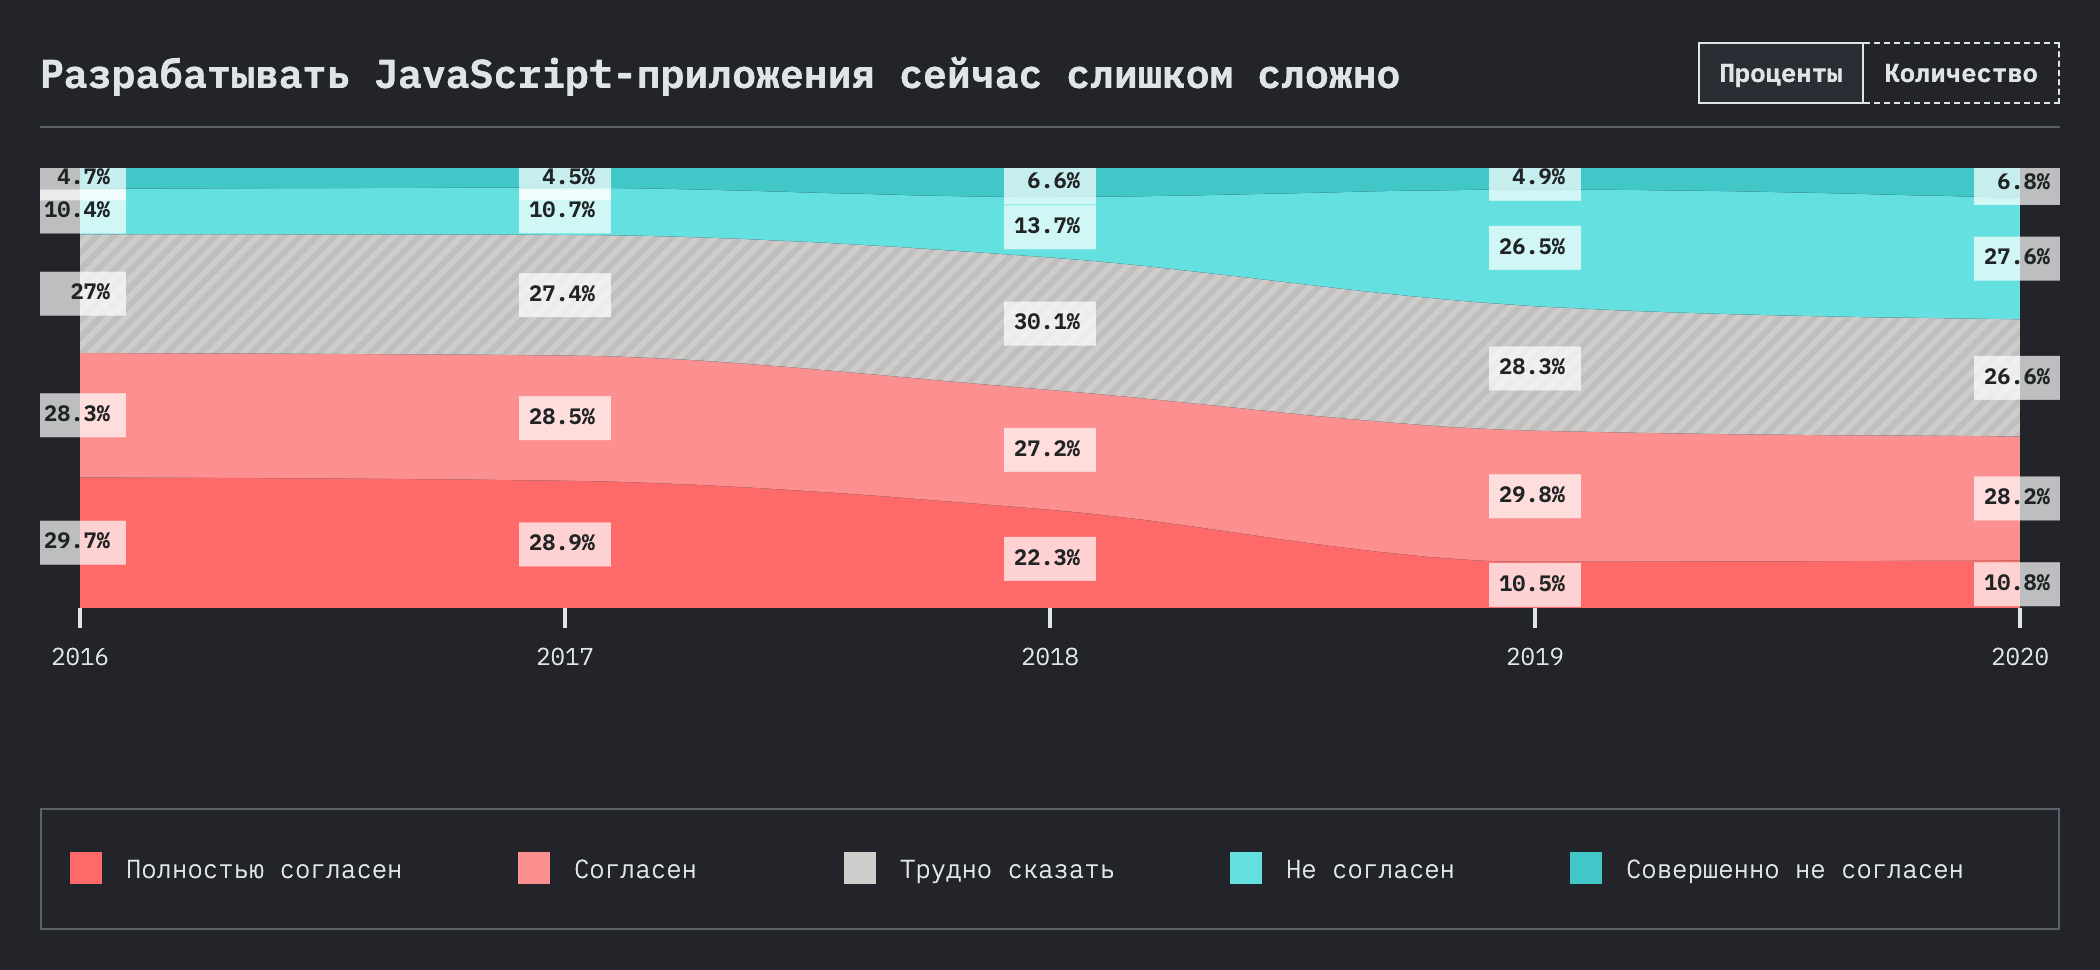 Разрабатывать JavaScript-приложения сейчас слишком сложно
Проценты Количество
4.7% 4.5% 6.6% 4.9% 6.8%
10.4% 10.7% 13.7% 26.5% 27.6%
27% 27.4% 30.1% 28.3% 26.6%
28.3% 28.5% 27.2% 29.8% 28.2%
29.7% 28.9% 22.3% 10.5% 10.8%
2016 2017 2018 2019 2020
Полностью согласен Согласен Трудно сказать Не согласен Совершенно не согласен